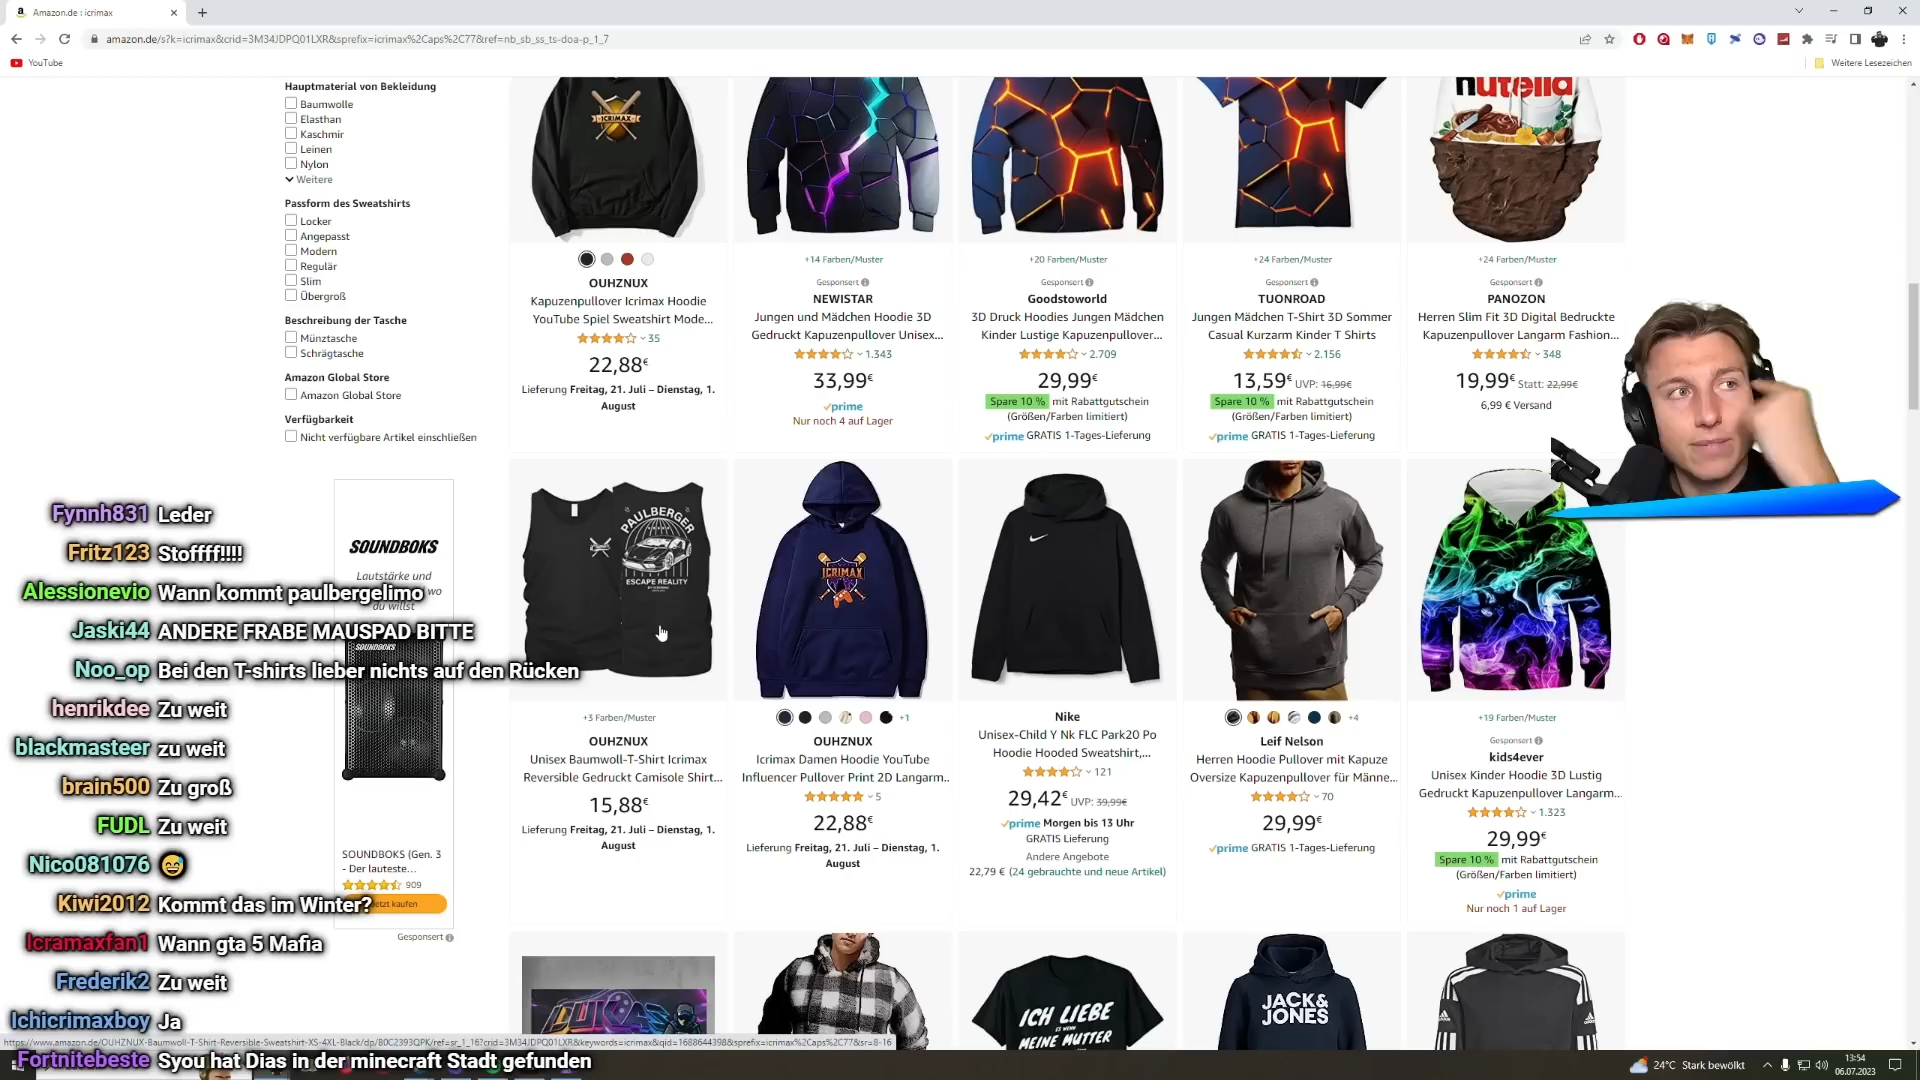 Amazon.de : icrimax
amazon.de/s?k=icrimax&crid=3M34JDPQ01LXR&sprefix=icrimax%2Caps%2C77&ref=nb_sb_ss_ts-doa-p_1_7
YouTube
Weitere Lesezeichen
Hauptmaterial von Bekleidung
Baumwolle
Elasthan
Kaschmir
Leinen
Nylon
Weitere
Passform des Sweatshirts
Locker
Angepasst
Modern
Regulär
Slim
Übergroß
Beschreibung der Tasche
Münztasche
Schrägtasche
Amazon Global Store
Amazon Global Store
Verfügbarkeit
Nicht verfügbare Artikel einschließen
ICRIMAX
OUHZNUX
Kapuzenpullover Icrimax Hoodie
YouTube Spiel Sweatshirt Mode...
35
22,88€
Lieferung Freitag, 21. Juli – Dienstag, 1.
August
+14 Farben/Muster
Gesponsert
NEWISTAR
Jungen und Mädchen Hoodie 3D
Gedruckt Kapuzenpullover Unisex...
1.343
33,99€
prime
Nur noch 4 auf Lager
+20 Farben/Muster
Gesponsert
Goodstoworld
3D Druck Hoodies Jungen Mädchen
Kinder Lustige Kapuzenpullover...
2.709
29,99€
Spare 10 % mit Rabattgutschein
(Größen/Farben limitiert)
prime GRATIS 1-Tages-Lieferung
+24 Farben/Muster
Gesponsert
TUONROAD
Jungen Mädchen T-Shirt 3D Sommer
Casual Kurzarm Kinder T Shirts
2.156
13,59€ UVP: 16,99€
Spare 10 % mit Rabattgutschein
(Größen/Farben limitiert)
prime GRATIS 1-Tages-Lieferung
nutella
+24 Farben/Muster
Gesponsert
PANOZON
Herren Slim Fit 3D Digital Bedruckte
Kapuzenpullover Langarm Fashion...
348
19,99€ Statt: 22,99€
6,99 € Versand
PAULBERGER
ESCAPE REALITY
+3 Farben/Muster
OUHZNUX
Unisex Baumwoll-T-Shirt Icrimax
Reversible Gedruckt Camisole Shirt...
15,88€
Lieferung Freitag, 21. Juli – Dienstag, 1.
August
ICRIMAX
+1
OUHZNUX
Icrimax Damen Hoodie YouTube
Influencer Pullover Print 2D Langarm..
5
22,88€
Lieferung Freitag, 21. Juli – Dienstag, 1.
August
Nike
Unisex-Child Y Nk FLC Park20 Po
Hoodie Hooded Sweatshirt,...
121
29,42€ UVP: 39,99€
prime Morgen bis 13 Uhr
GRATIS Lieferung
Andere Angebote
22,79 € (24 gebrauchte und neue Artikel)
+4
Leif Nelson
Herren Hoodie Pullover mit Kapuze
Oversize Kapuzenpullover für Männe...
70
29,99€
prime GRATIS 1-Tages-Lieferung
+19 Farben/Muster
Gesponsert
kids4ever
Unisex Kinder Hoodie 3D Lustig
Gedruckt Kapuzenpullover Langarm...
1.323
29,99€
Spare 10 % mit Rabattgutschein
(Größen/Farben limitiert)
prime
Nur noch 1 auf Lager
ICH LIEBE
ES WENN
MEINE MUTTER
JACK&
JONES
adidas
adidas
SOUNDBOKS
Lautstärke und
wo
du willst
SOUNDBOKS
SOUNDBOKS (Gen. 3
- Der lauteste...
909
kaufen
Gesponsert
Fynnh831 Leder
Fritz123 Stoffff!!!!
Alessionevio Wann kommt paulbergelimo
Jaski44 ANDERE FRABE MAUSPAD BITTE
Noo_op Bei den T-shirts lieber nichts auf den Rücken
henrikdee Zu weit
blackmasteer zu weit
brain500 Zu groß
FUDL Zu weit
Nico081076 😅
Kiwi2012 Kommt das im Winter?
Icramaxfan1 Wann gta 5 Mafia
Frederik2 Zu weit
Ichicrimaxboy Ja
https://www.amazon.de/OUHZNUX-Baumwoll-T-Shirt-Reversible-Sweatshirt-XS-4XL-Black/dp/B0C2393QPK/ref=sr_1_16?crid=3M34JDPQ01LXR&keywords=icrimax&qid=1688644398&sprefix=icrimax%2Caps%2C77&sr=8-16
Fortnitebeste Syou hat Dias in der minecraft Stadt gefunden
24°C Stark bewölkt
13:54
06.07.2023